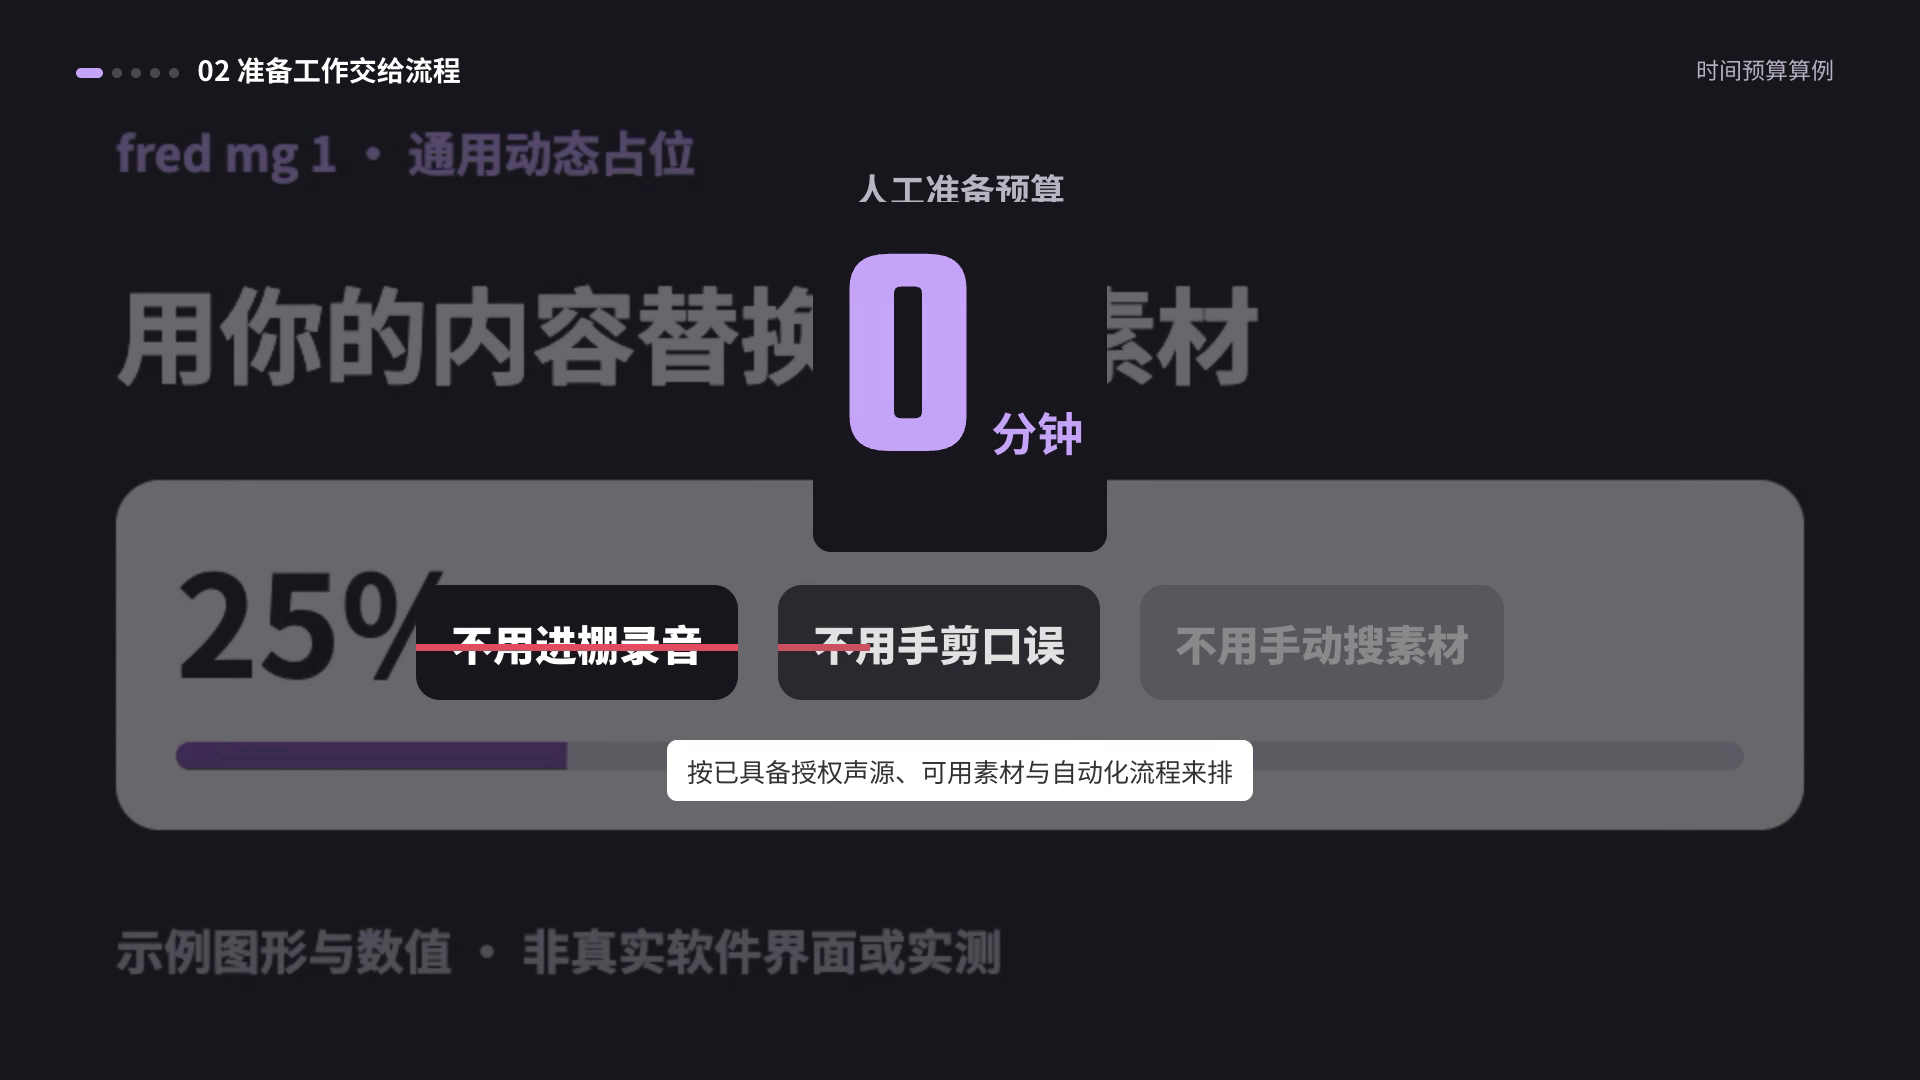 02 准备工作交给流程
时间预算算例
fred mg 1 · 通用动态占位
人工准备预算
用你的内容替换
素材
0 分钟
25%
不用进棚录音
不用手剪口误
不用手动搜素材
按已具备授权声源、可用素材与自动化流程来排
示例图形与数值 · 非真实软件界面或实测